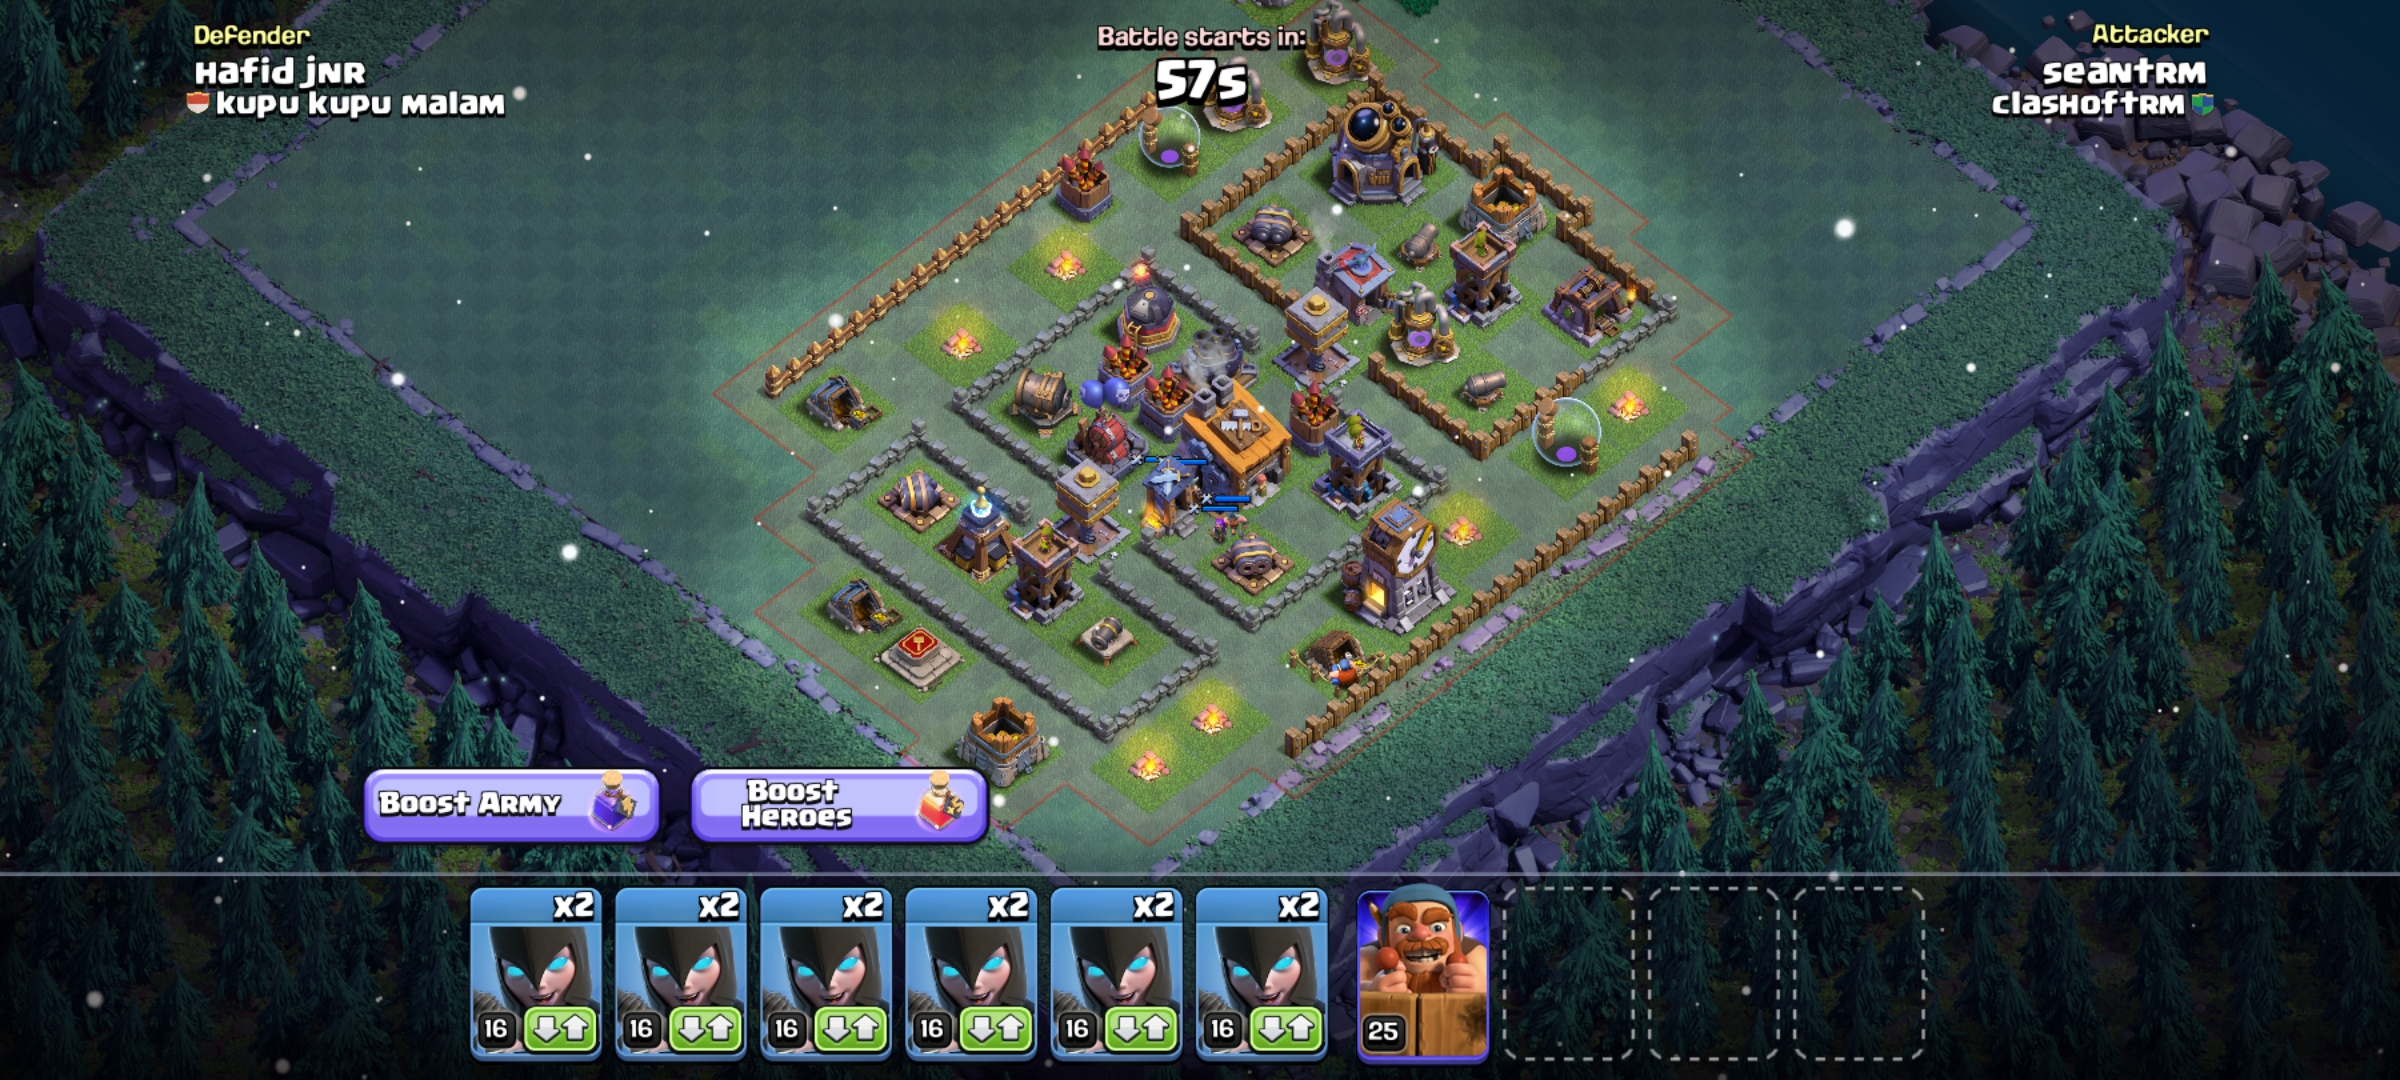 Defender
Hafid jNR
kupu kupu Malam
Battle starts in:
57s
Attacker
seantRM
clashoftRM
Boost Army
Boost
Heroes
x2
x2
x2
x2
x2
x2
16
16
16
16
16
16
25